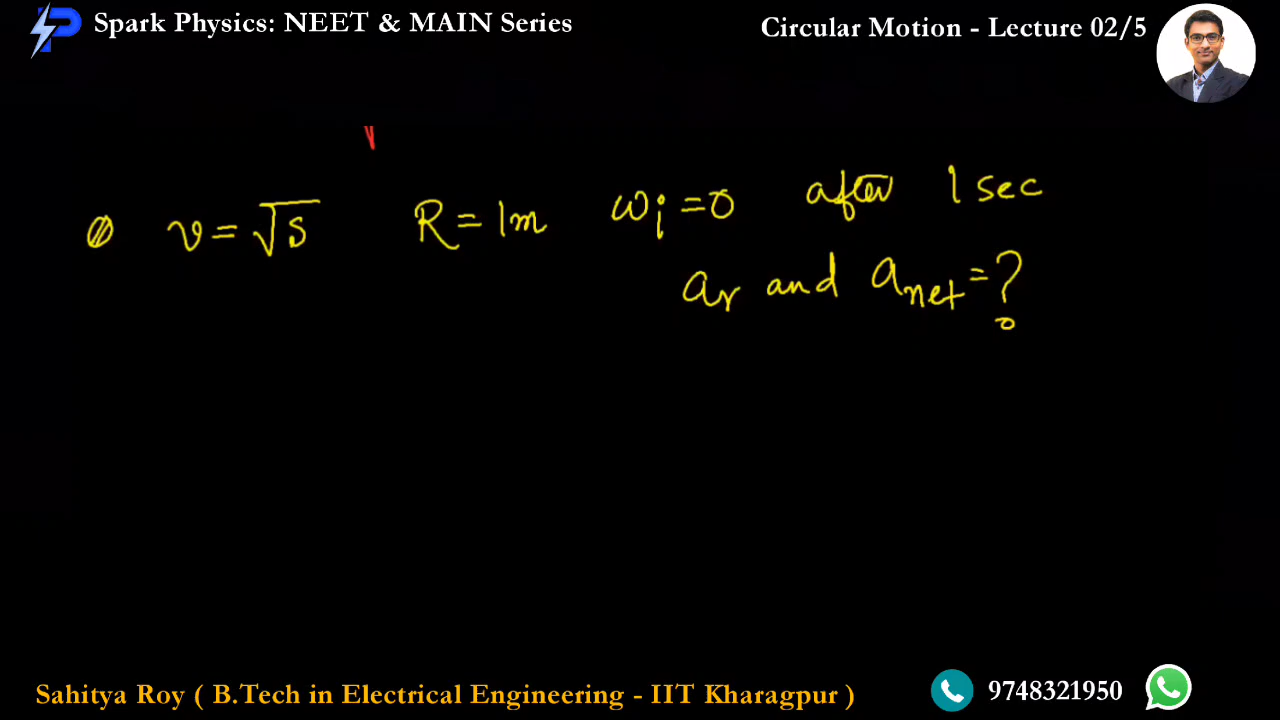 Spark Physics: NEET & MAIN Series
Circular Motion - Lecture 02/5
v = √s R = 1m ωi = 0 after 1 sec
ar and anet = ?
Sahitya Roy ( B.Tech in Electrical Engineering - IIT Kharagpur )
9748321950